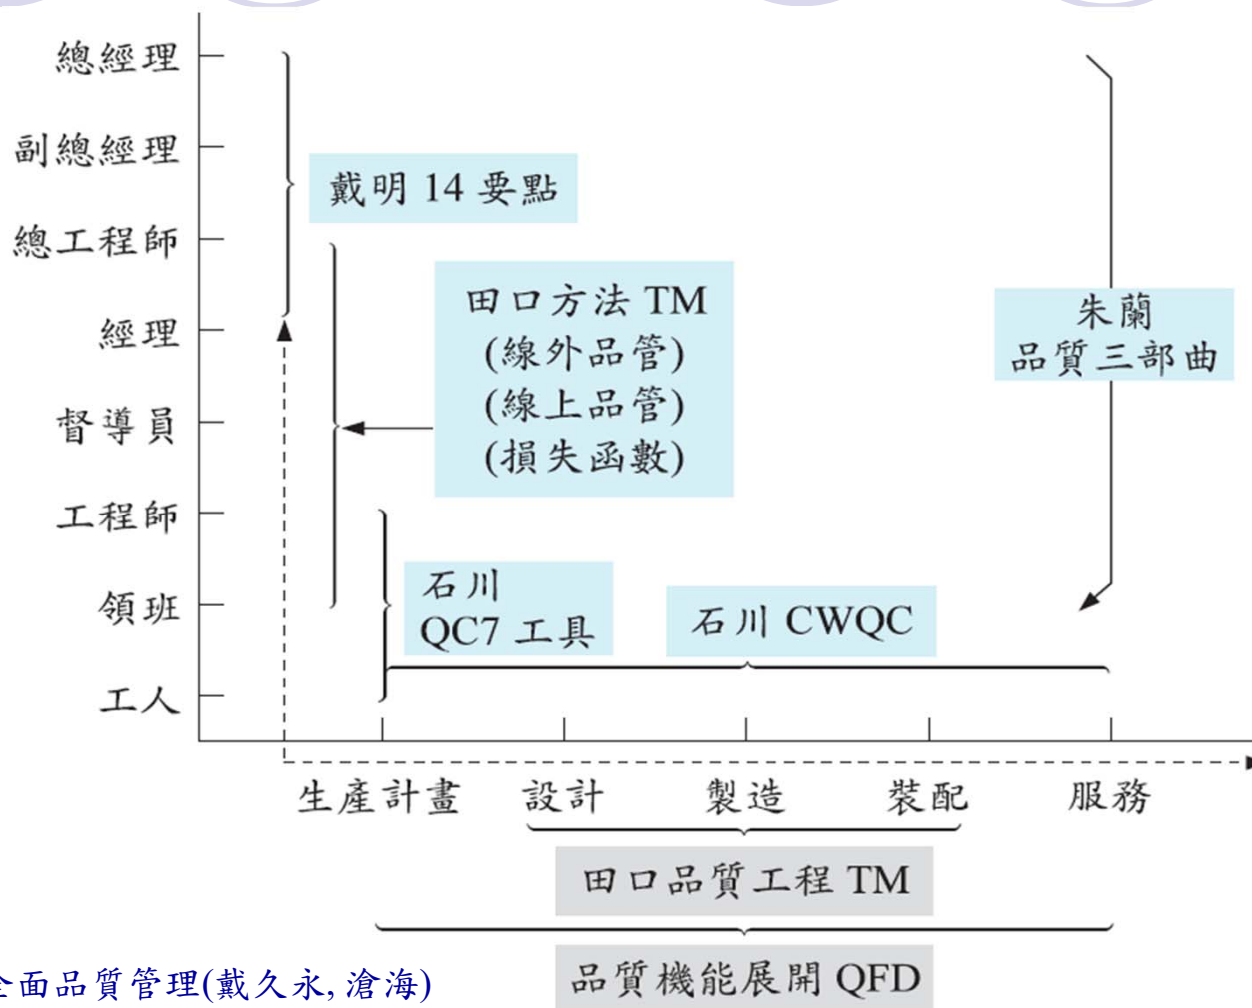 總經理
副總經理
總工程師
經理
督導員
工程師
領班
工人
戴明 14 要點
田口方法 TM
(線外品管)
(線上品管)
(損失函數)
朱蘭
品質三部曲
石川
QC7 工具
石川 CWQC
生產計畫
設計
製造
裝配
服務
田口品質工程 TM
品質機能展開 QFD
全面品質管理(戴久永, 滄海)